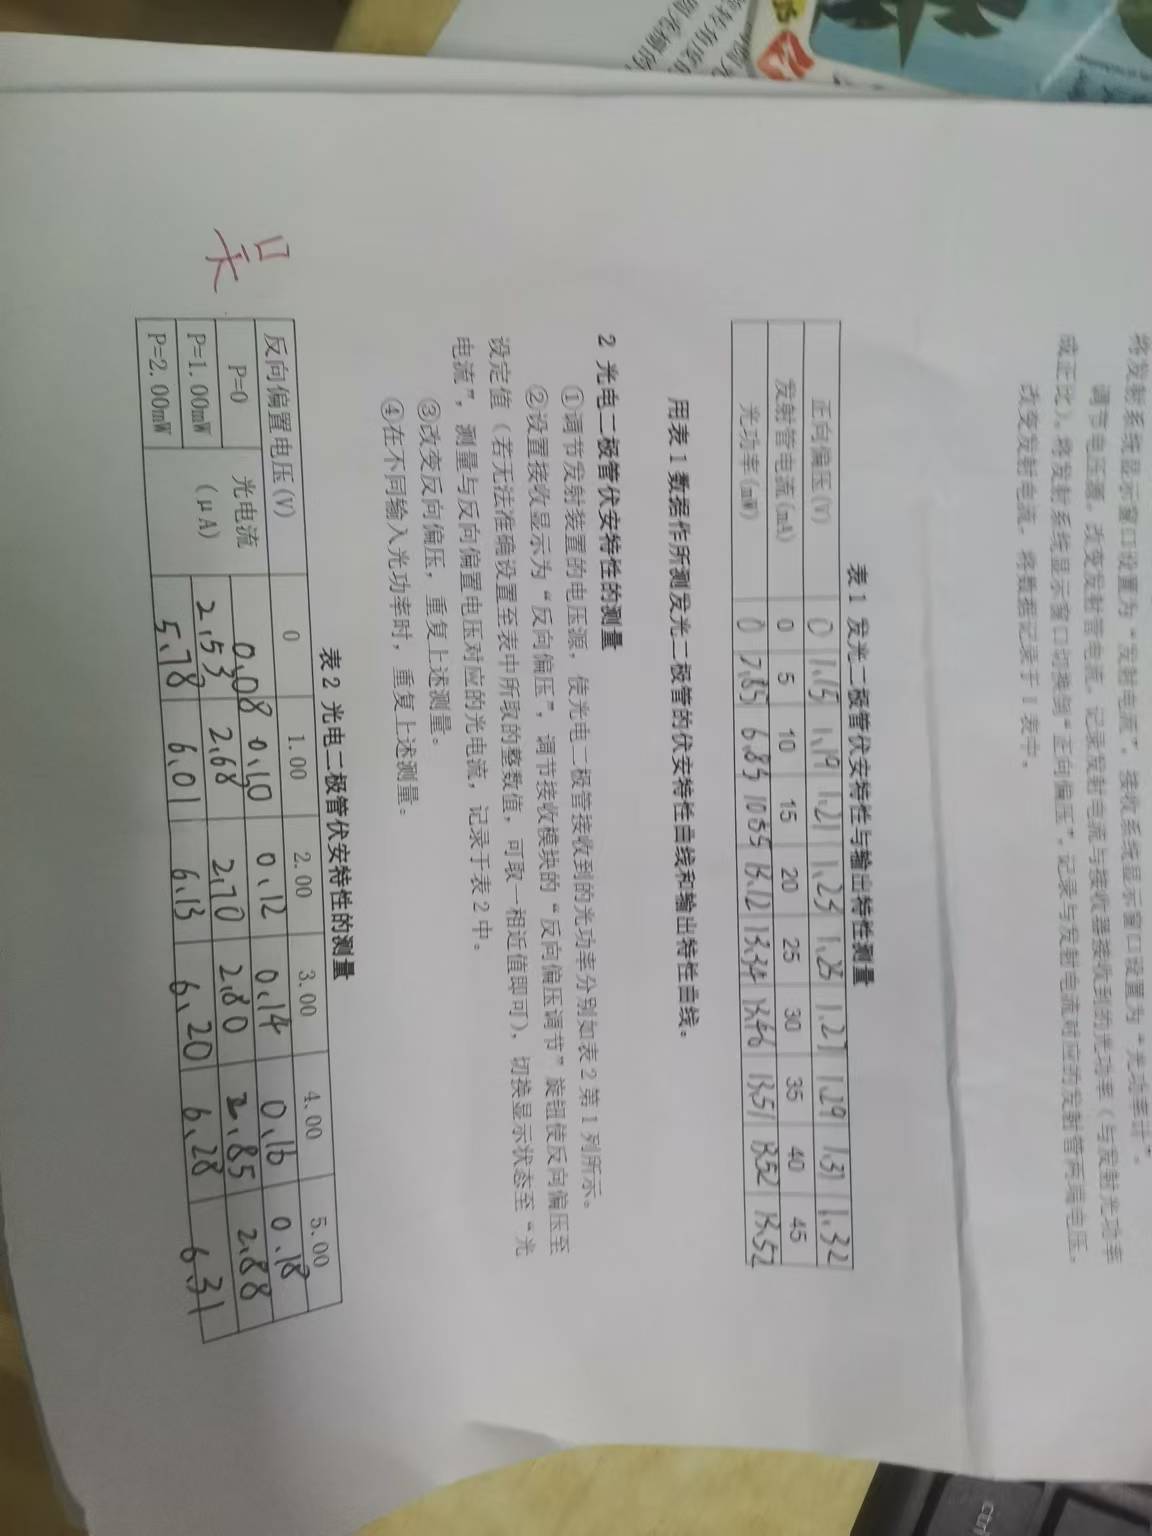 将发射系统显示窗口设置为“发射电流”，接收系统显示窗口设置为“光功率计”。
调节电压源，改变发射管电流，记录发射电流与接收器接收到的光功率（与发射光功率
成正比）。将发射系统显示窗口切换到“正向偏压”，记录与发射电流对应的发射管两端电压。
改变发射电流，将数据记录于1表中。
表1 发光二极管伏安特性与输出特性测量
正向偏压(V) 0 1.15 1.19 1.21 1.23 1.25 1.27 1.29 1.31 1.32
发射管电流(mA) 0 5 10 15 20 25 30 35 40 45
光功率(mW) 0 6.85 13.12 13.34 13.46 13.51 13.52 13.52
用表1数据作所测发光二极管的伏安特性曲线和输出特性曲线。
2 光电二极管伏安特性的测量
①调节发射装置的电压源，使光电二极管接收到的光功率分别如表2第1列所示。
②设置接收显示为“反向偏压”，调节接收模块的“反向偏压调节”旋钮使反向偏压至
设定值（若无法准确设置至表中所取的整数值，可取一相近值即可），切换显示状态至“光
电流”，测量与反向偏置电压对应的光电流，记录于表2中。
③改变反向偏压，重复上述测量。
④在不同输入光功率时，重复上述测量。
表2 光电二极管伏安特性的测量
反向偏置电压(V) 0 1.00 2.00 3.00 4.00 5.00
P=0 光电流 0.08 0.10 0.12 0.14 0.16 0.18
P=1.00mW (μA) 2.53 2.68 2.70 2.80 2.85 2.88
P=2.00mW 5.78 6.01 6.13 6.20 6.28 6.31